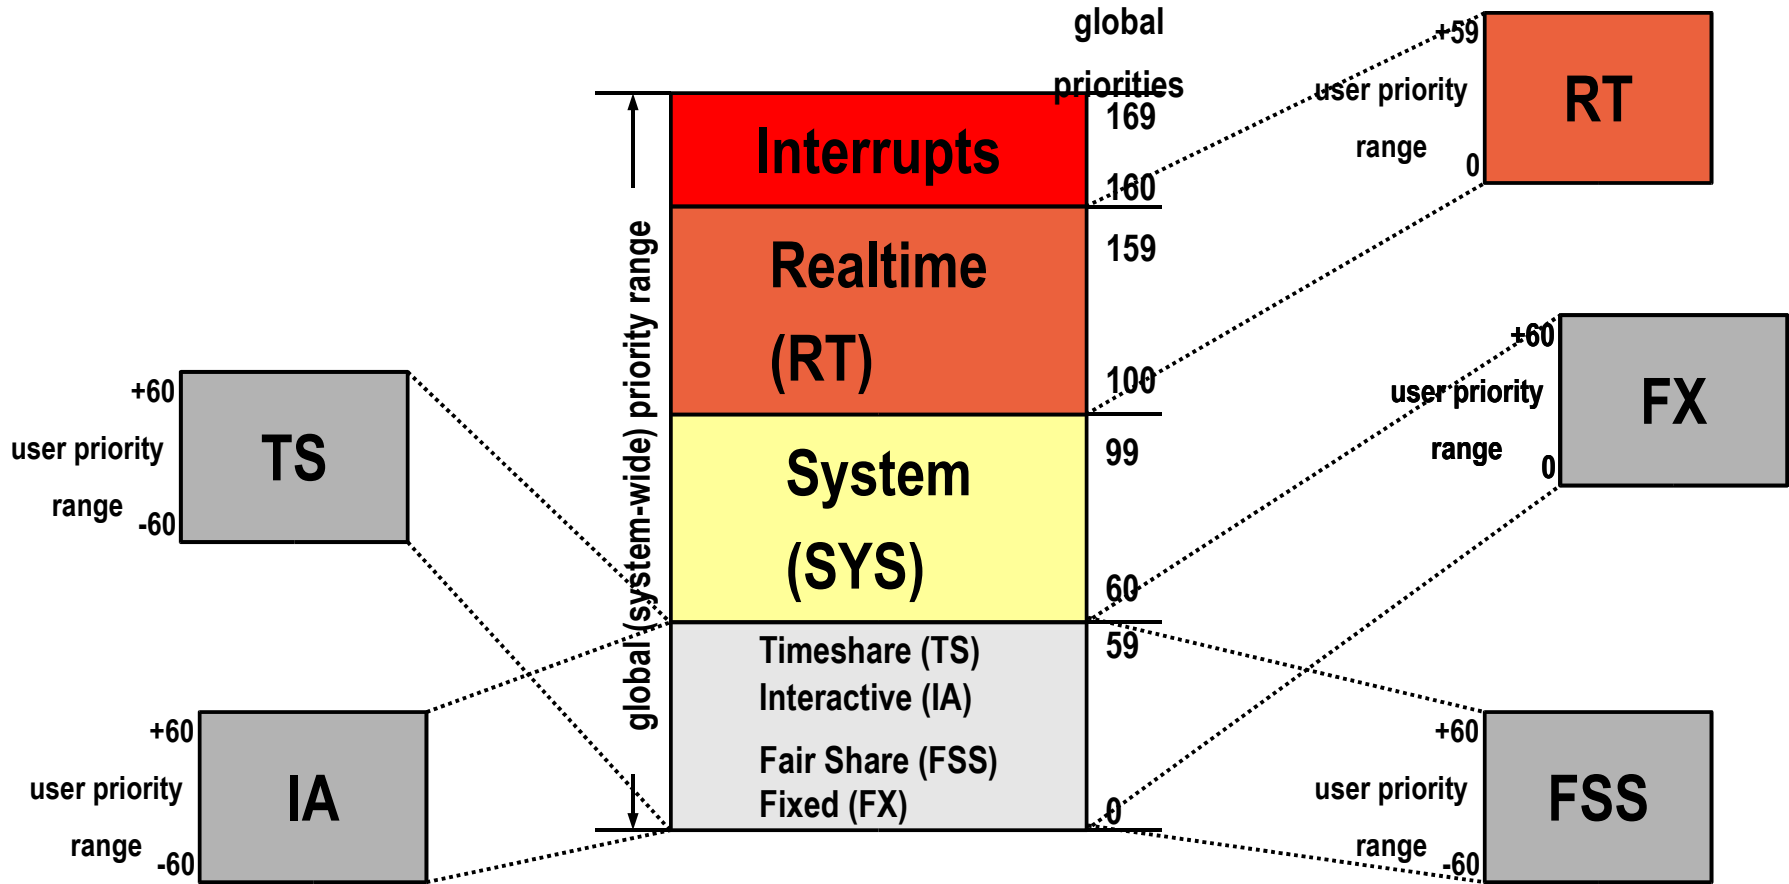 global
priorities
169
Interrupts
160
159
Realtime
(RT)
100
99
System
(SYS)
60
59
Timeshare (TS)
Interactive (IA)
Fair Share (FSS)
Fixed (FX)
0
global (system-wide) priority range
+60
user priority
range
-60
TS
+60
user priority
range
-60
IA
+59
user priority
range
0
RT
+60
user priority
range
0
FX
+60
user priority
range
-60
FSS